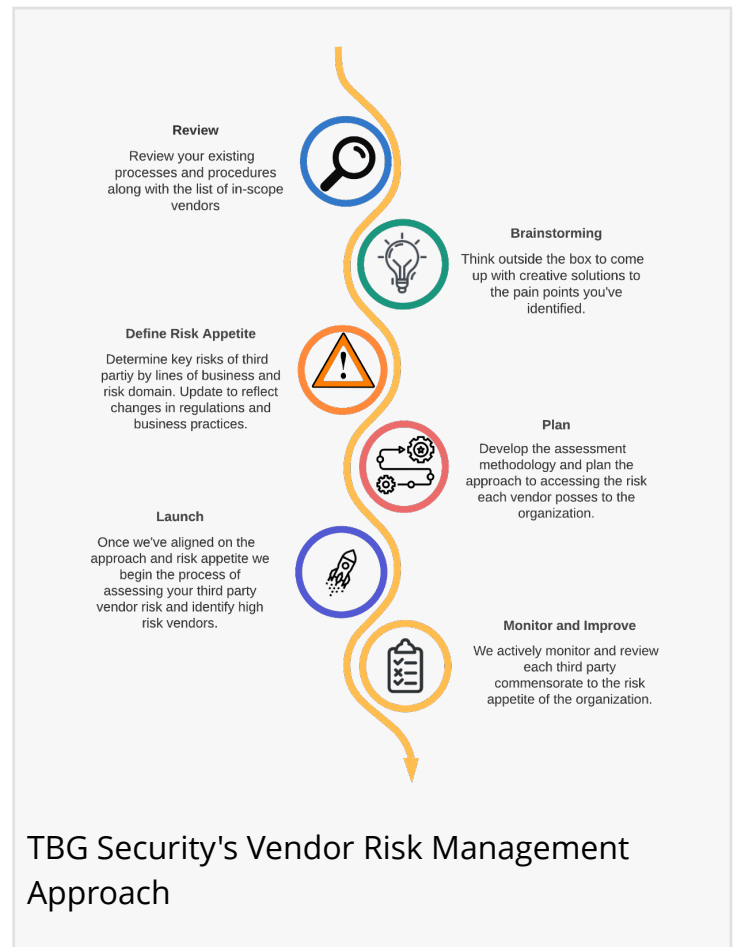 Review
Review your existing
processes and procedures
along with the list of in-scope
vendors
Brainstorming
Think outside the box to come
up with creative solutions to
the pain points you've
identified.
Define Risk Appetite
Determine key risks of third
partiy by lines of business and
risk domain. Update to reflect
changes in regulations and
business practices.
Plan
Develop the assessment
methodology and plan the
approach to accessing the risk
each vendor posses to the
organization.
Launch
Once we've aligned on the
approach and risk appetite we
begin the process of
assessing your third party
vendor risk and identify high
risk vendors.
Monitor and Improve
We actively monitor and review
each third party
commensorate to the risk
appetite of the organization.
TBG Security's Vendor Risk Management
Approach